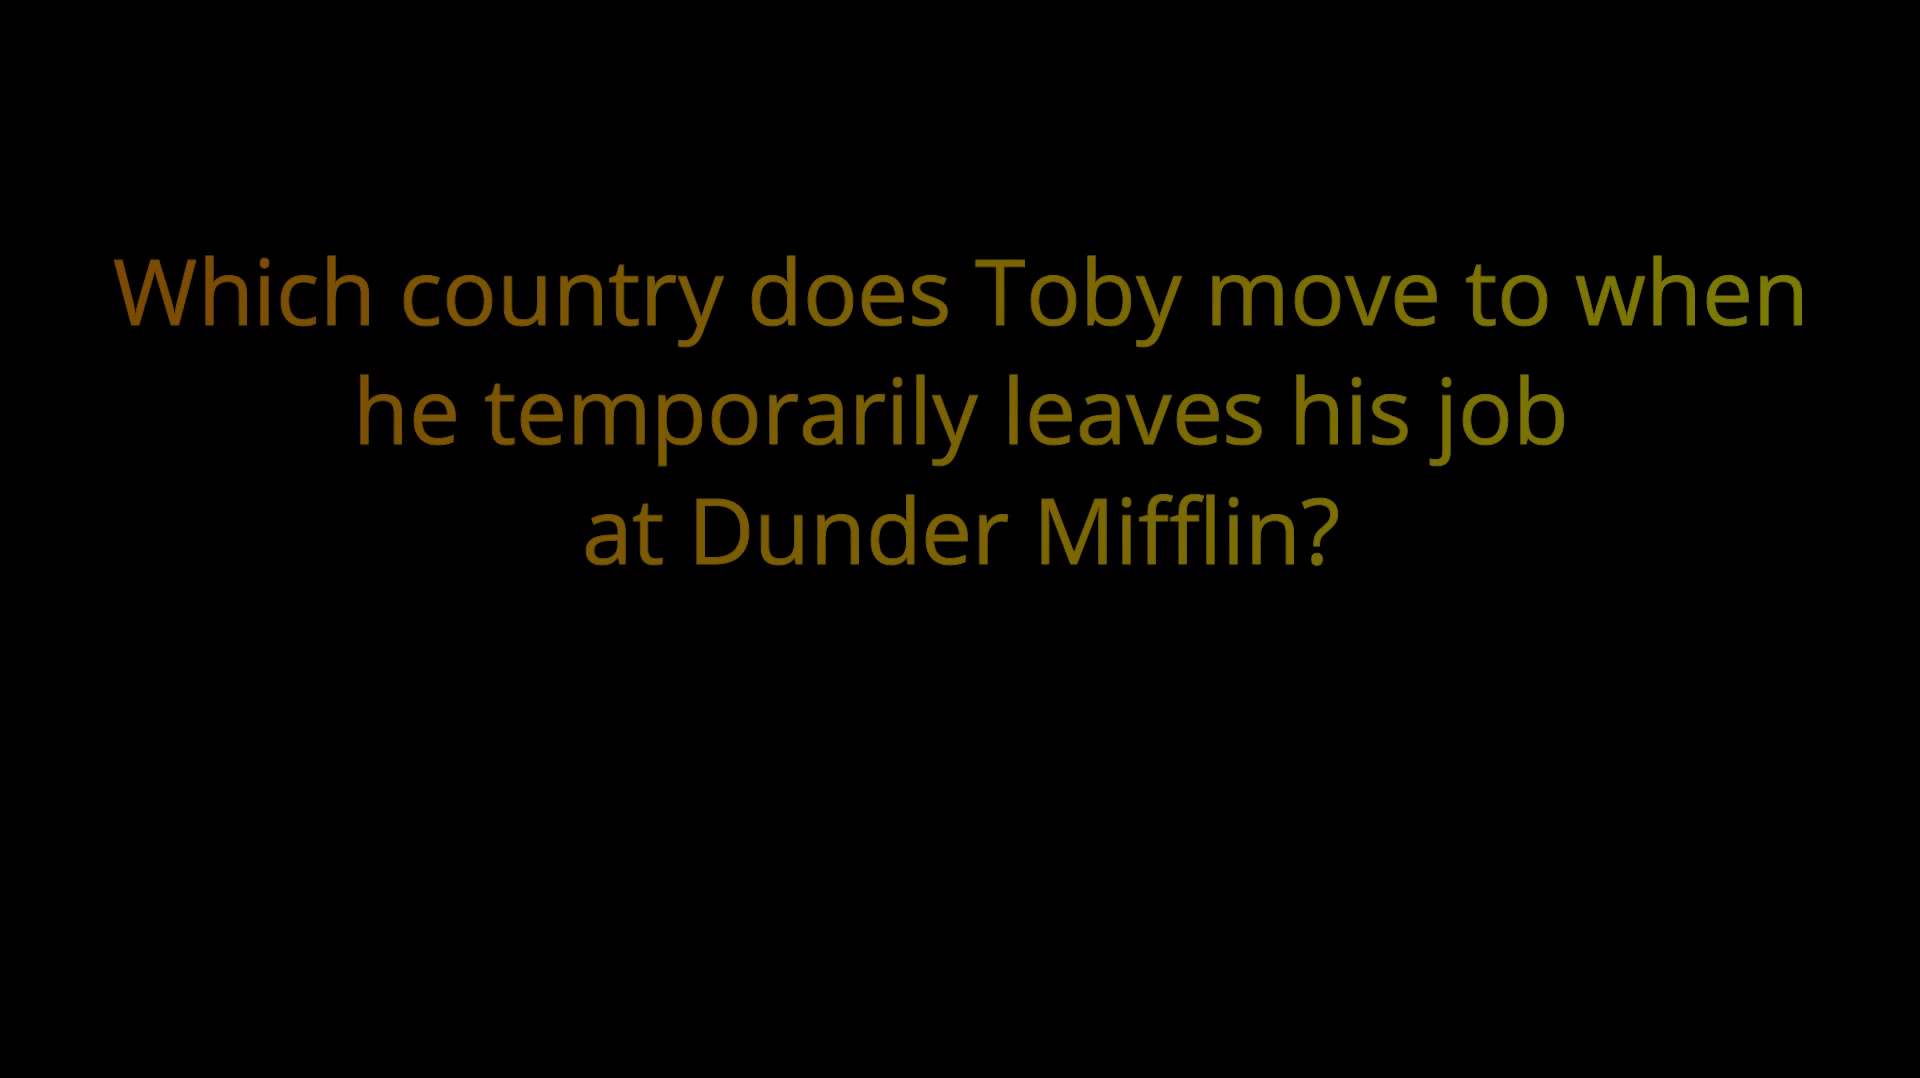 Which country does Toby move to when
he temporarily leaves his job
at Dunder Mifflin?